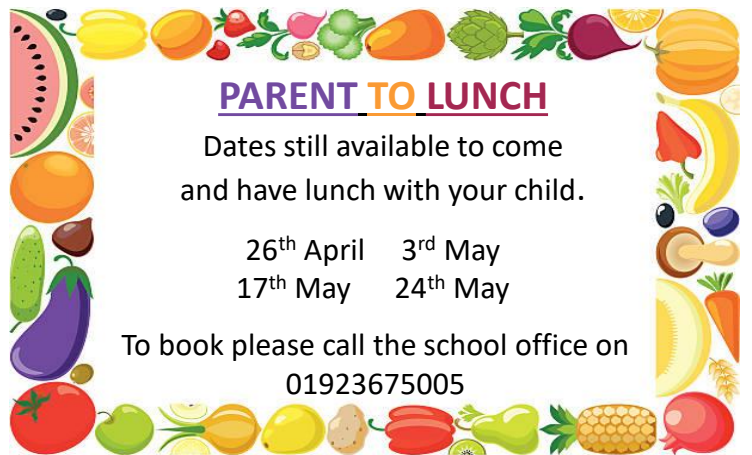 PARENT TO LUNCH
Dates still available to come
and have lunch with your child.
26th April 3rd May
17th May 24th May
To book please call the school office on
01923675005